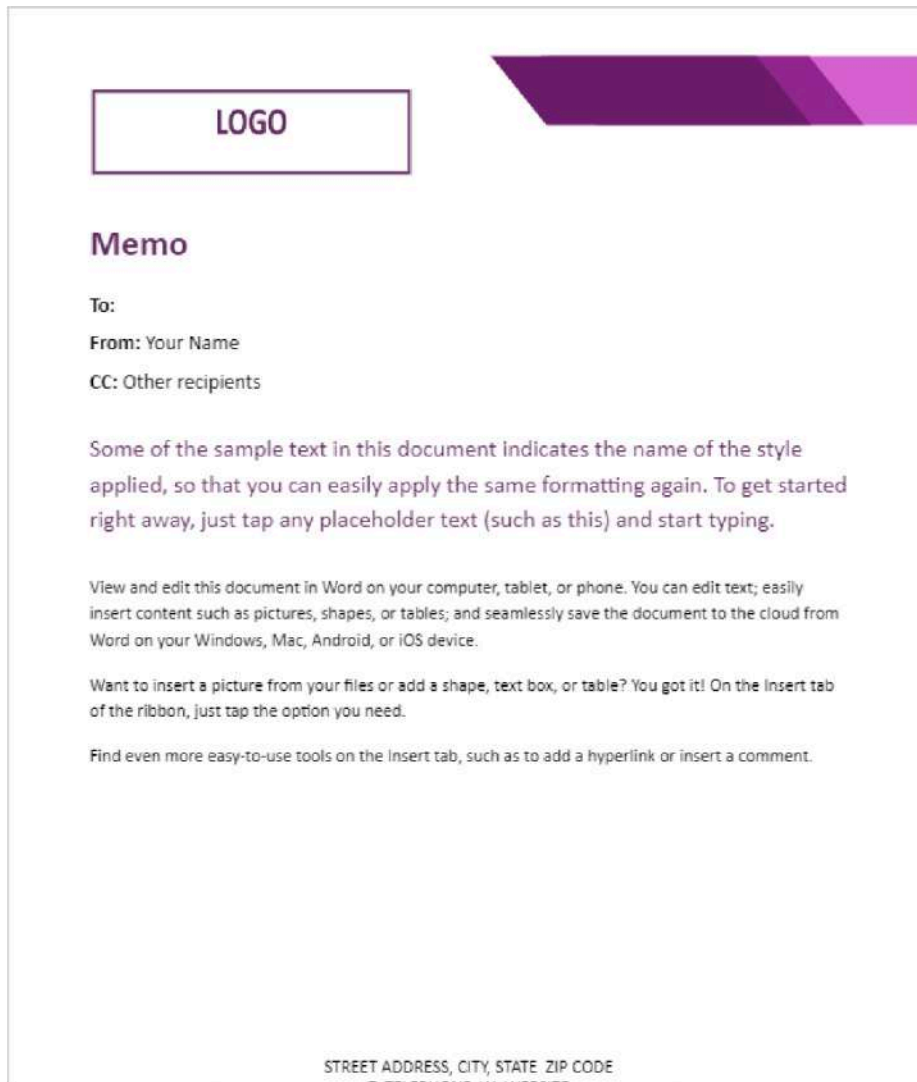 LOGO
Memo
To:
From: Your Name
CC: Other recipients
Some of the sample text in this document indicates the name of the style
applied, so that you can easily apply the same formatting again. To get started
right away, just tap any placeholder text (such as this) and start typing.
View and edit this document in Word on your computer, tablet, or phone. You can edit text; easily
insert content such as pictures, shapes, or tables; and seamlessly save the document to the cloud from
Word on your Windows, Mac, Android, or iOS device.
Want to insert a picture from your files or add a shape, text box, or table? You got it! On the Insert tab
of the ribbon, just tap the option you need.
Find even more easy-to-use tools on the Insert tab, such as to add a hyperlink or insert a comment.
STREET ADDRESS, CITY, STATE ZIP CODE